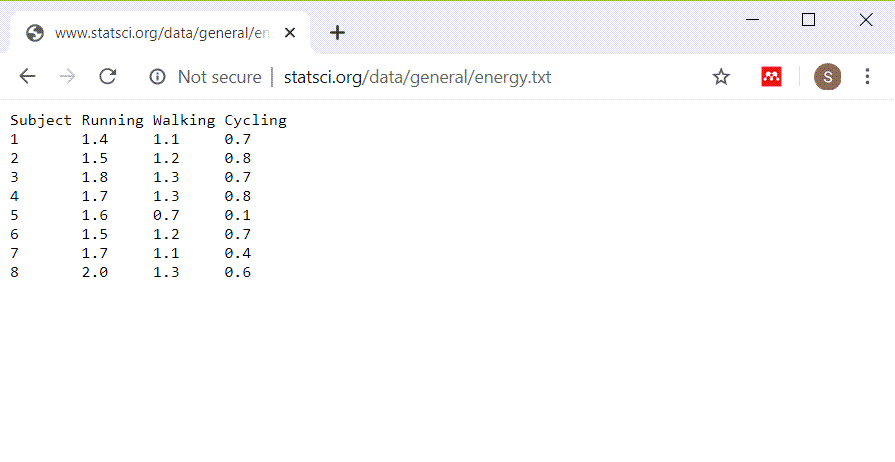 www.statsci.org/data/general/en
Not secure statsci.org/data/general/energy.txt S
Subject Running Walking Cycling
1 1.4 1.1 0.7
2 1.5 1.2 0.8
3 1.8 1.3 0.7
4 1.7 1.3 0.8
5 1.6 0.7 0.1
6 1.5 1.2 0.7
7 1.7 1.1 0.4
8 2.0 1.3 0.6